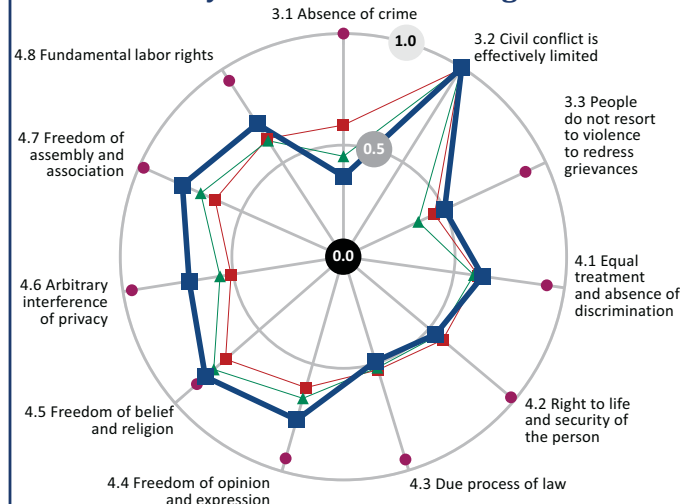 3.1 Absence of crime
1.0
3.2 Civil conflict is
effectively limited
4.8 Fundamental labor rights
3.3 People
do not resort
to violence
to redress
grievances
0.5
4.7 Freedom of
assembly and
association
0.0
4.1 Equal
treatment
and absence of
discrimination
4.6 Arbitrary
interference
of privacy
4.5 Freedom of belief
and religion
4.2 Right to life
and security of
the person
4.4 Freedom of opinion
and expression
4.3 Due process of law